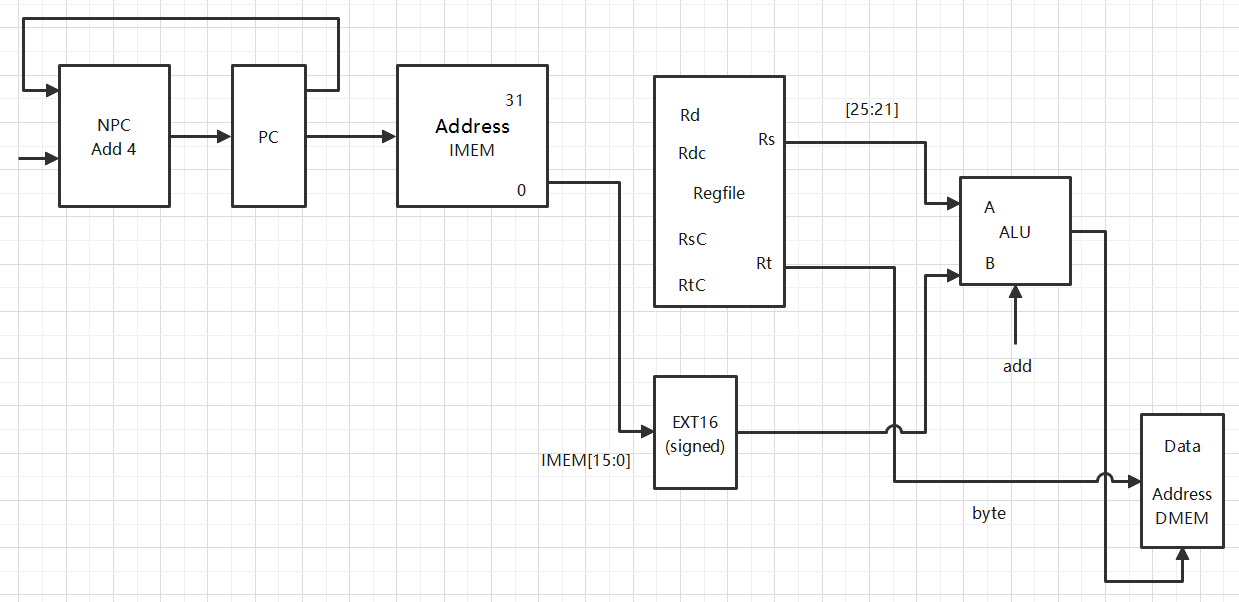 NPC
Add 4
PC
31
Address
IMEM
0
Rd
Rdc
Rs
Regfile
RsC
Rt
RtC
[25:21]
A
ALU
B
add
EXT16
(signed)
IMEM[15:0]
byte
Data
Address
DMEM